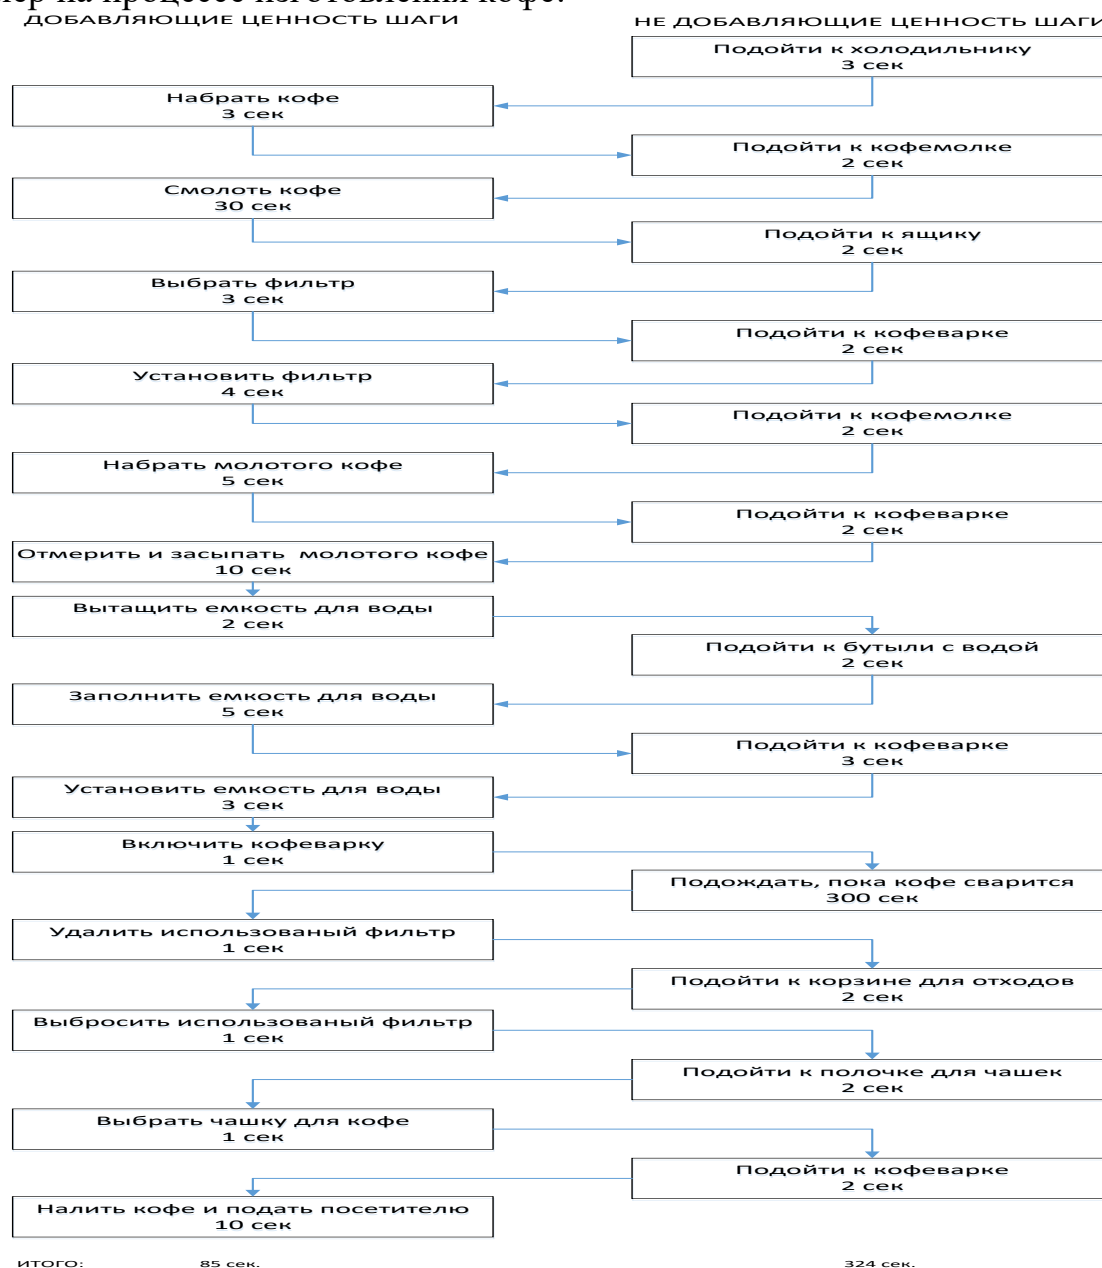 на процессе изготовления кофе.
ДОБАВЛЯЮЩИЕ ЦЕННОСТЬ ШАГИ
НЕ ДОБАВЛЯЮЩИЕ ЦЕННОСТЬ ШАГИ
Подойти к холодильнику
3 сек
Набрать кофе
3 сек
Подойти к кофемолке
2 сек
Смолоть кофе
30 сек
Подойти к ящику
2 сек
Выбрать фильтр
3 сек
Подойти к кофеварке
2 сек
Установить фильтр
4 сек
Подойти к кофемолке
2 сек
Набрать молотого кофе
5 сек
Подойти к кофеварке
2 сек
Отмерить и засыпать молотого кофе
10 сек
Вытащить емкость для воды
2 сек
Подойти к бутыли с водой
2 сек
Заполнить емкость для воды
5 сек
Подойти к кофеварке
3 сек
Установить емкость для воды
3 сек
Включить кофеварку
1 сек
Подождать, пока кофе сварится
300 сек
Удалить использованый фильтр
1 сек
Подойти к корзине для отходов
2 сек
Выбросить использованый фильтр
1 сек
Подойти к полочке для чашек
2 сек
Выбрать чашку для кофе
1 сек
Подойти к кофеварке
2 сек
Налить кофе и подать посетителю
10 сек
ИТОГО: 85 сек. 324 сек.